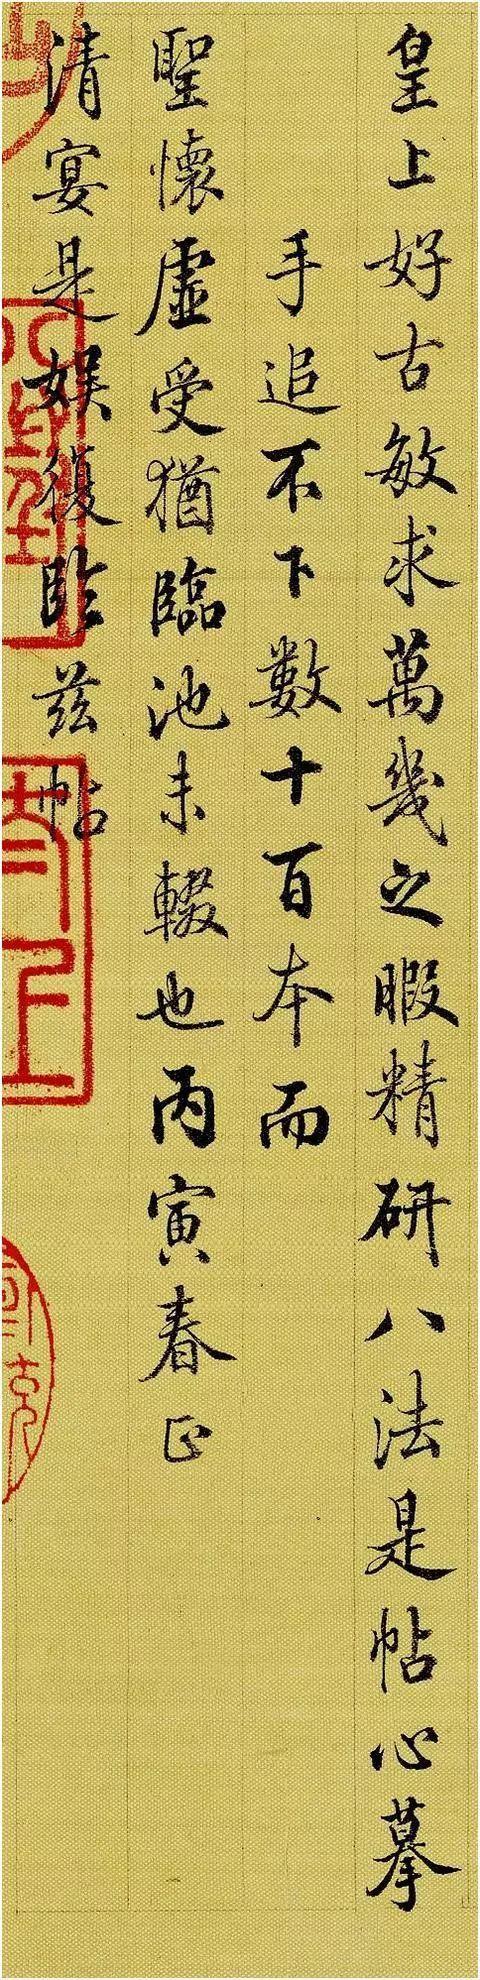 皇上好古敏求萬幾之暇精研八法是帖心摹
手追不下數十百本而
聖懷虛受猶臨池未輟也丙寅春正
清宴是娱復臨茲帖